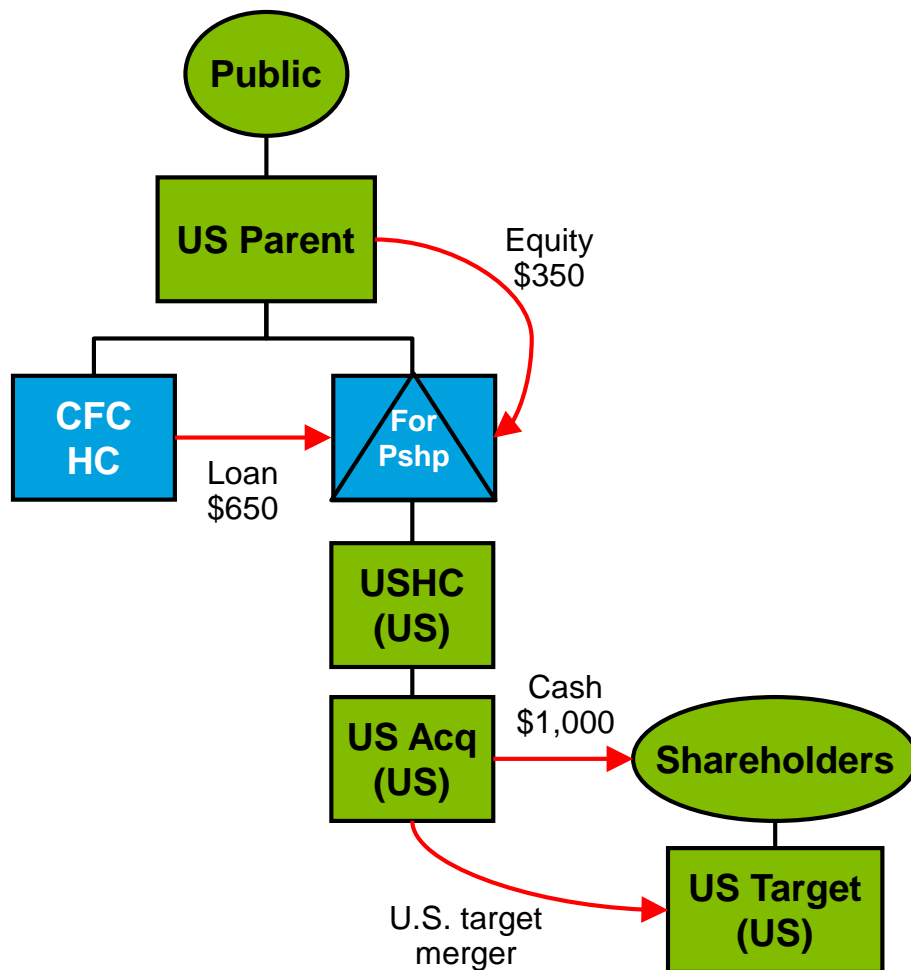 Public
US Parent
Equity
$350
CFC
HC
Loan
$650
For
Pshp
USHC
(US)
US Acq
(US)
Cash
$1,000
Shareholders
U.S. target
merger
US Target
(US)